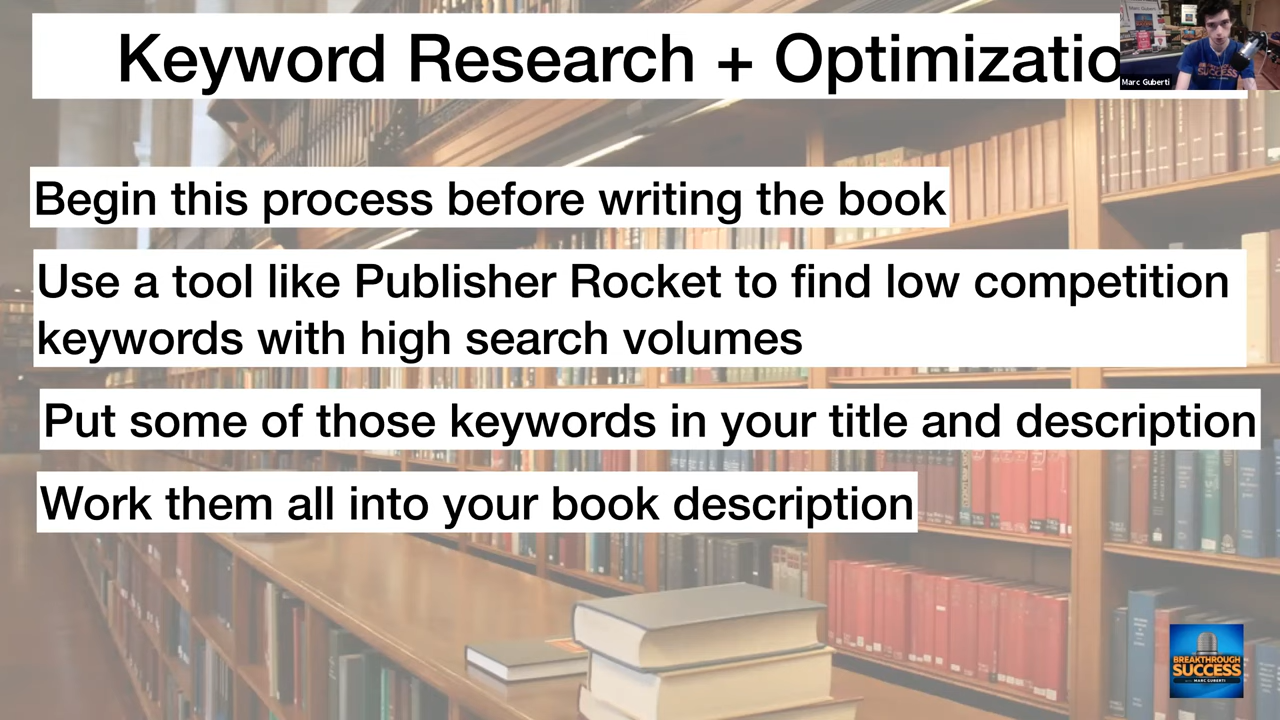 Keyword Research + Optimizatio
Marc Guberti
SUCCESS
Begin this process before writing the book
Use a tool like Publisher Rocket to find low competition
keywords with high search volumes
Put some of those keywords in your title and description
Work them all into your book description
BREAKTHROUGH
SUCCESS
MARC GUBERTI